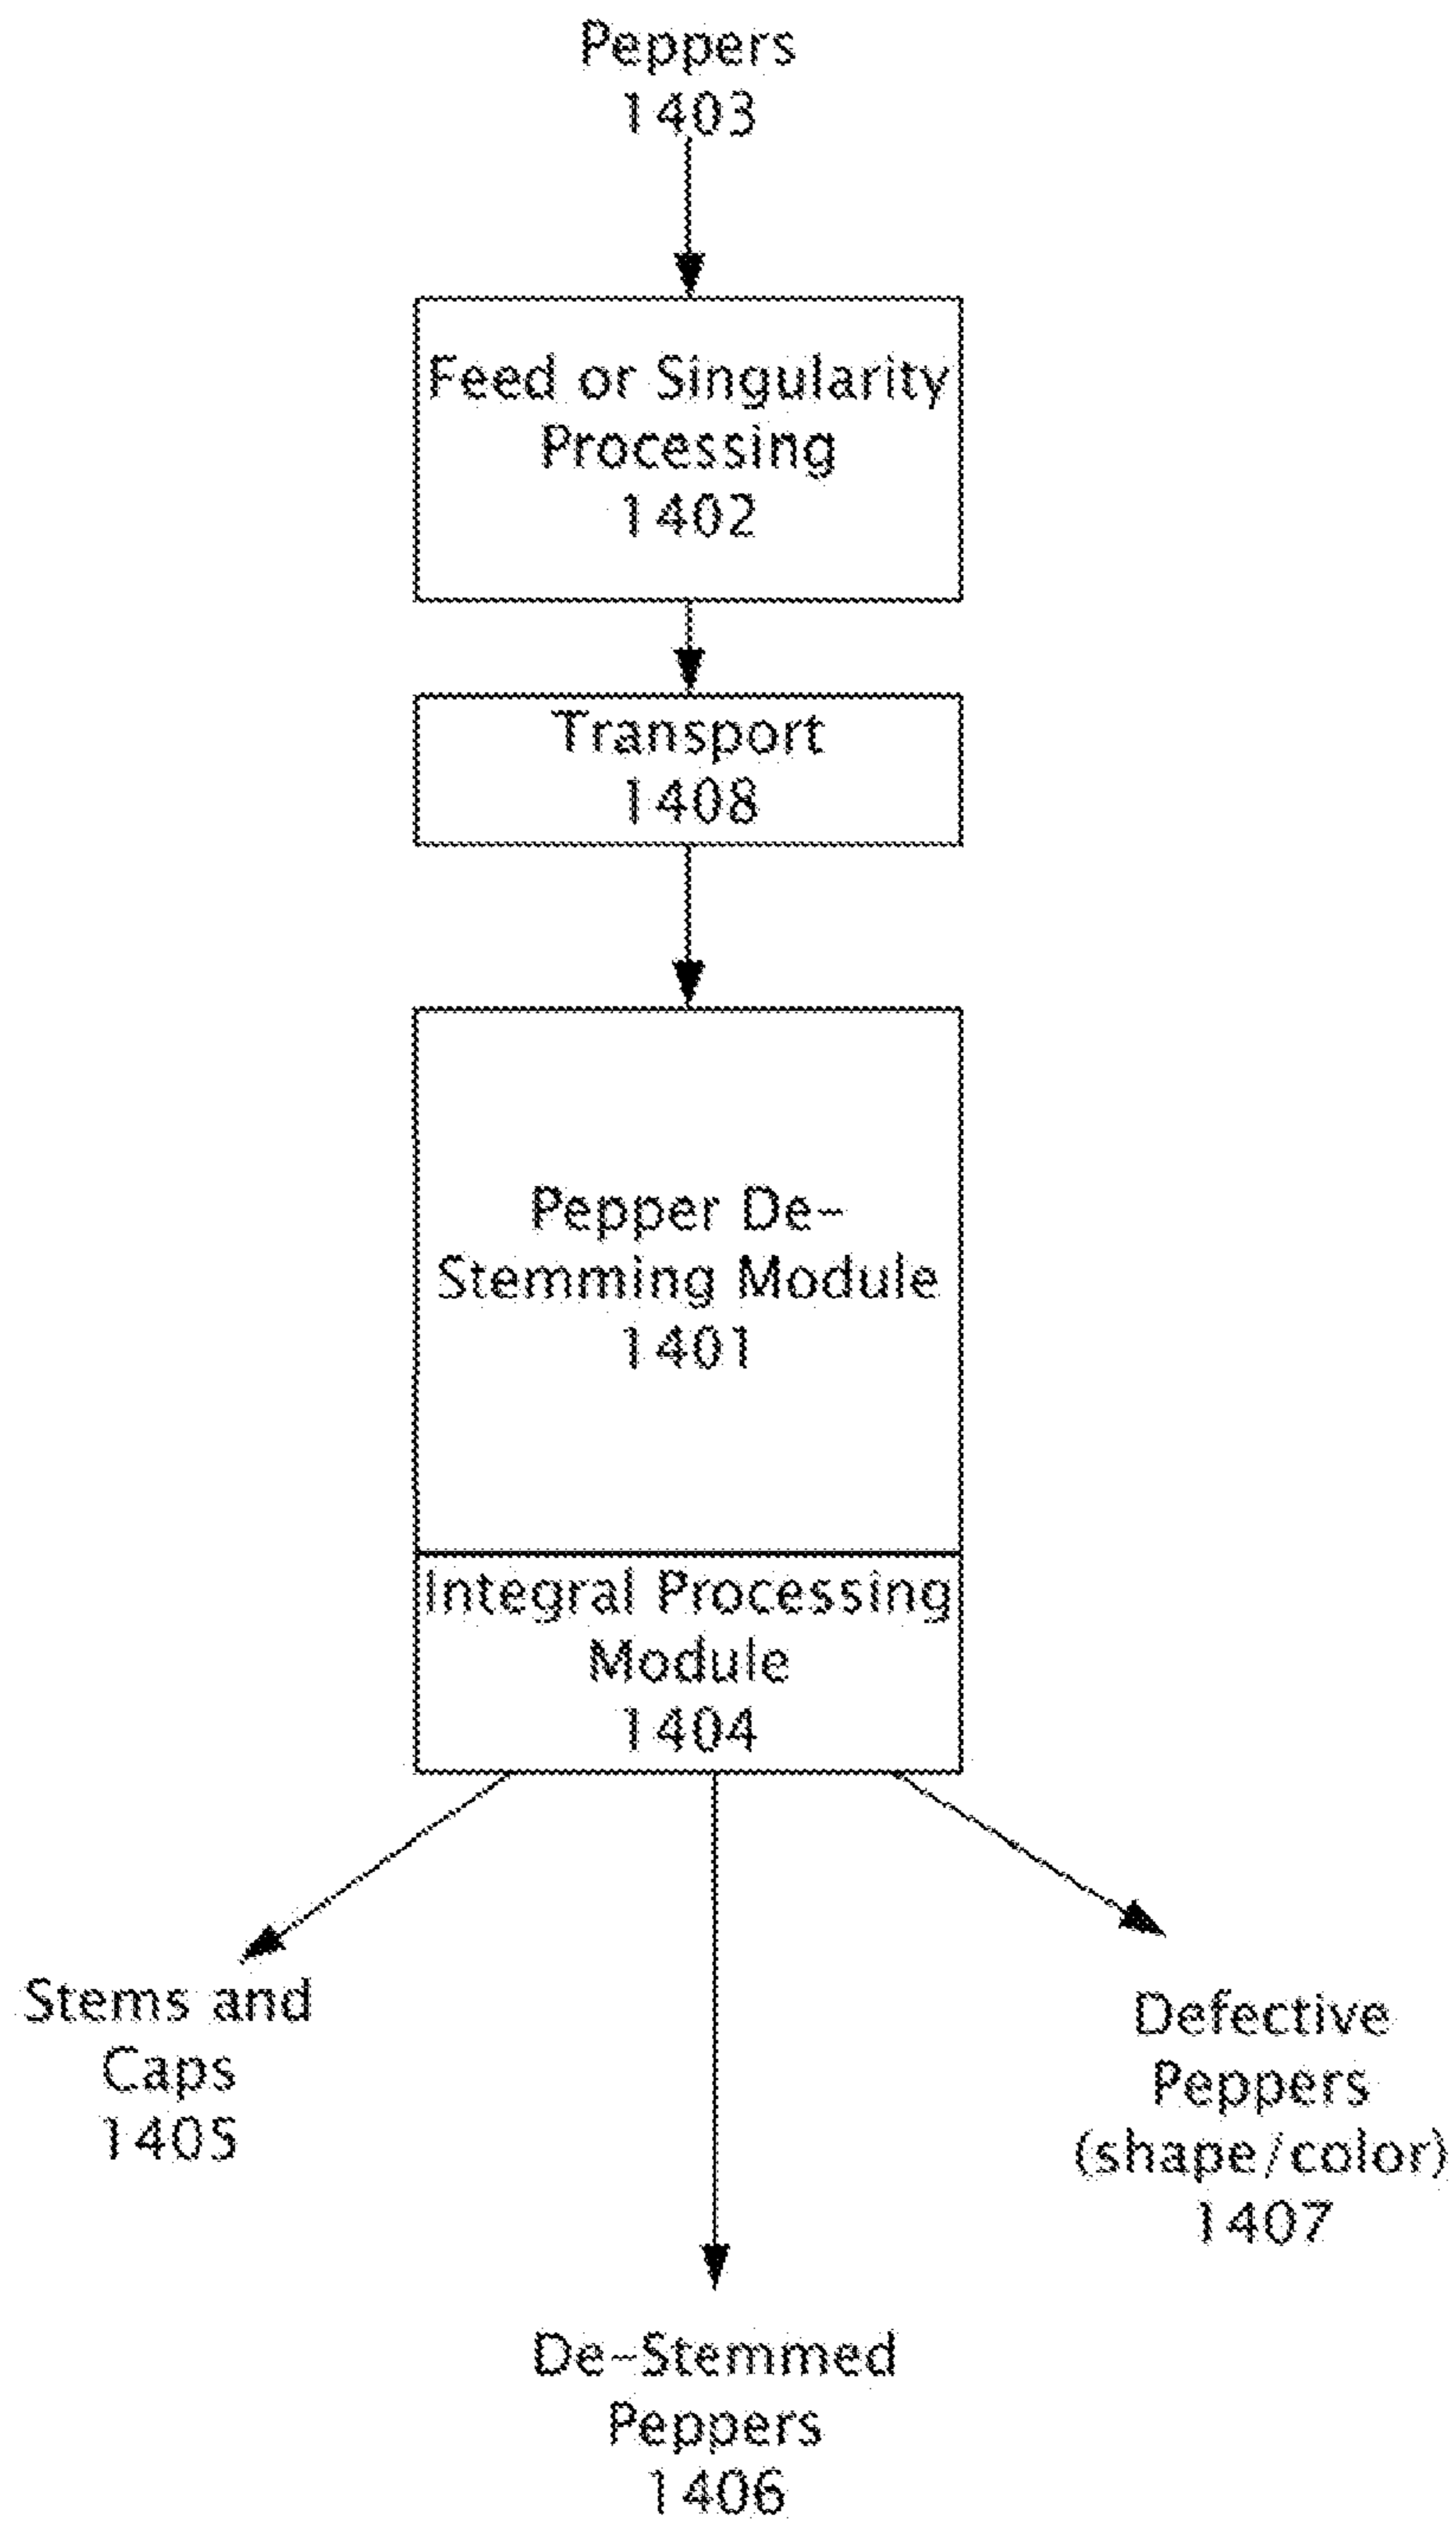 Peppers
1403
Feed or Singularity
Processing
1402
Transport
1408
Pepper De-
Stemming Module
1401
Integral Processing
Module
1404
Stems and
Caps
1405
Defective
Peppers
(shape/color)
1407
De-Stemmed
Peppers
1406